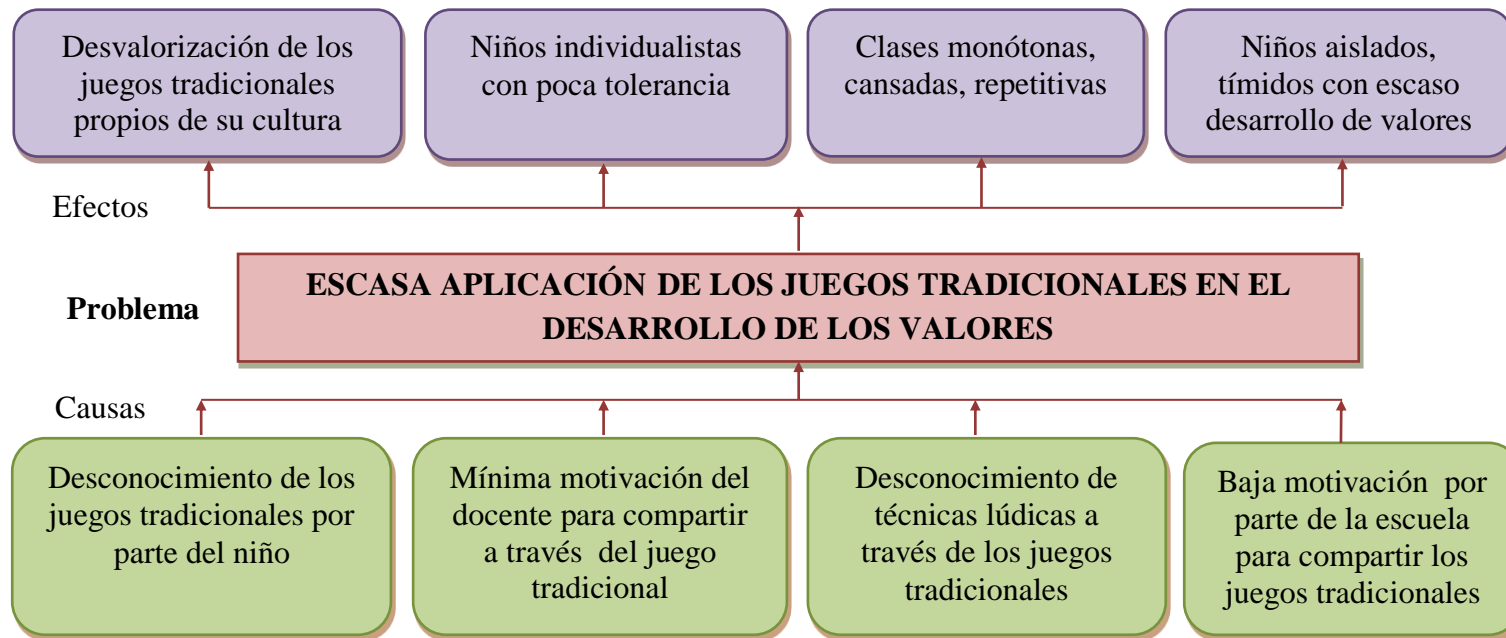 Desvalorización de los
juegos tradicionales
propios de su cultura
Niños individualistas
con poca tolerancia
Clases monótonas,
cansadas, repetitivas
Niños aislados,
tímidos con escaso
desarrollo de valores
Efectos
Problema
ESCASA APLICACIÓN DE LOS JUEGOS TRADICIONALES EN EL
DESARROLLO DE LOS VALORES
Causas
Desconocimiento de los
juegos tradicionales por
parte del niño
Mínima motivación del
docente para compartir
a través del juego
tradicional
Desconocimiento de
técnicas lúdicas a
través de los juegos
tradicionales
Baja motivación por
parte de la escuela
para compartir los
juegos tradicionales